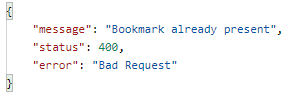 {
"message": "Bookmark already present",
"status": 400,
"error": "Bad Request"
}